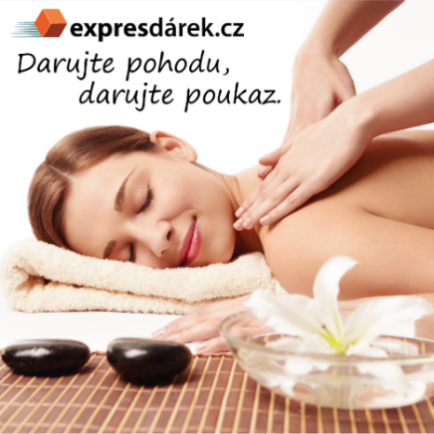 expresdárek.cz
Darujte pohodu,
darujte poukaz.